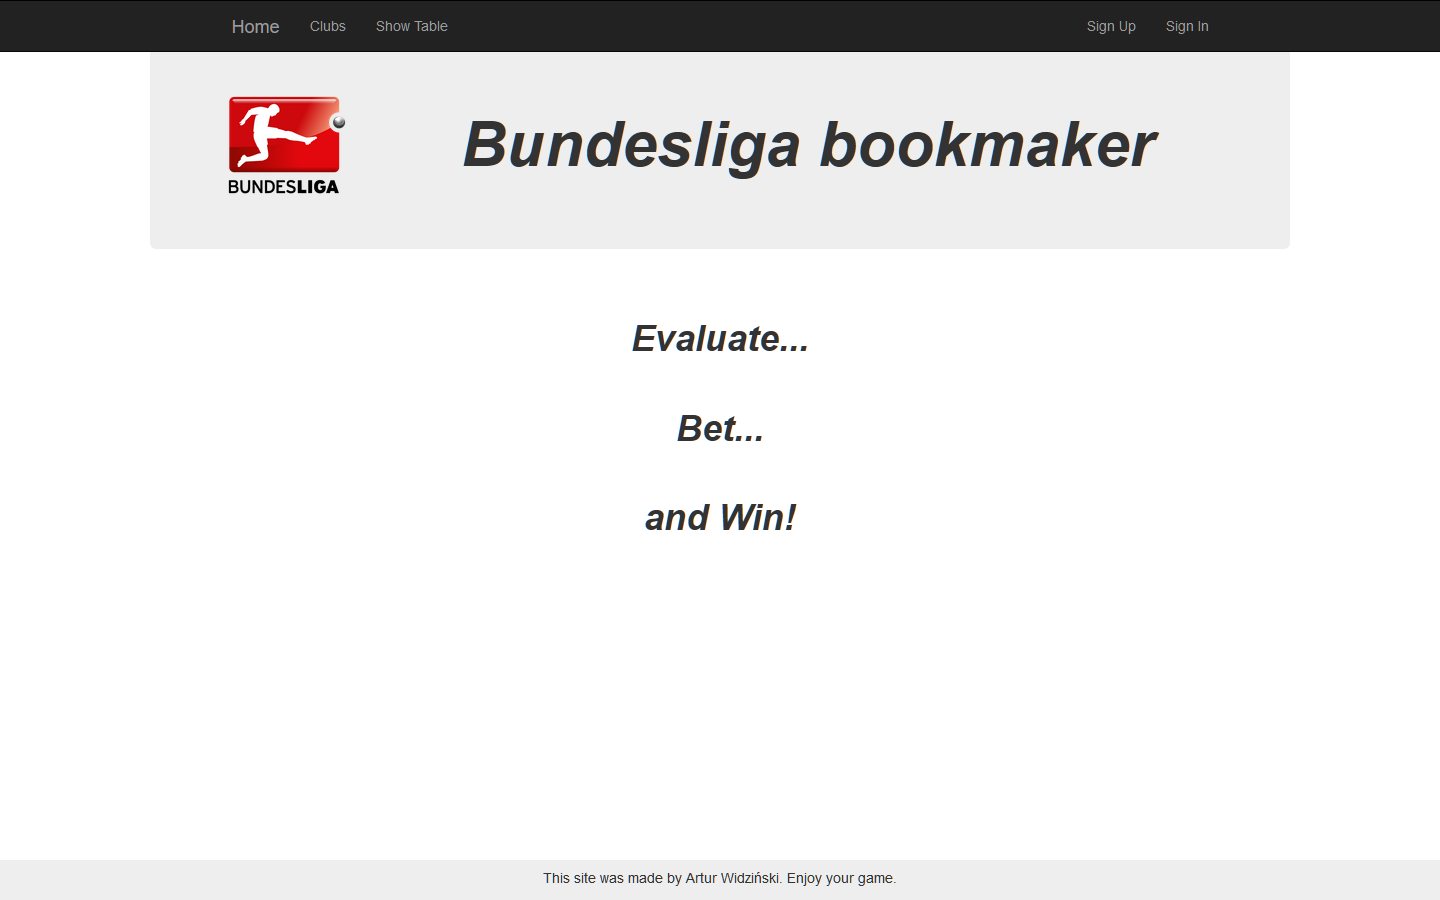 Home Clubs Show Table Sign Up Sign In
BUNDESLIGA
Bundesliga bookmaker
Evaluate...
Bet...
and Win!
This site was made by Artur Widziński. Enjoy your game.